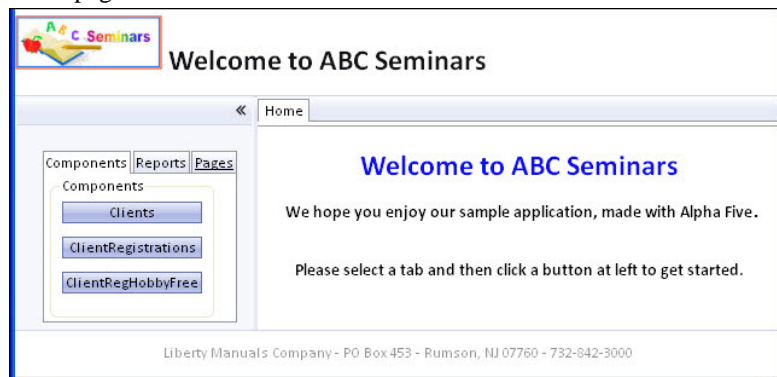 A B C Seminars
Welcome to ABC Seminars
«
Home
Components Reports Pages
Components
Clients
ClientRegistrations
ClientRegHobbyFree
Welcome to ABC Seminars
We hope you enjoy our sample application, made with Alpha Five.
Please select a tab and then click a button at left to get started.
Liberty Manuals Company - PO Box 453 - Rumson, NJ 07760 - 732-842-3000